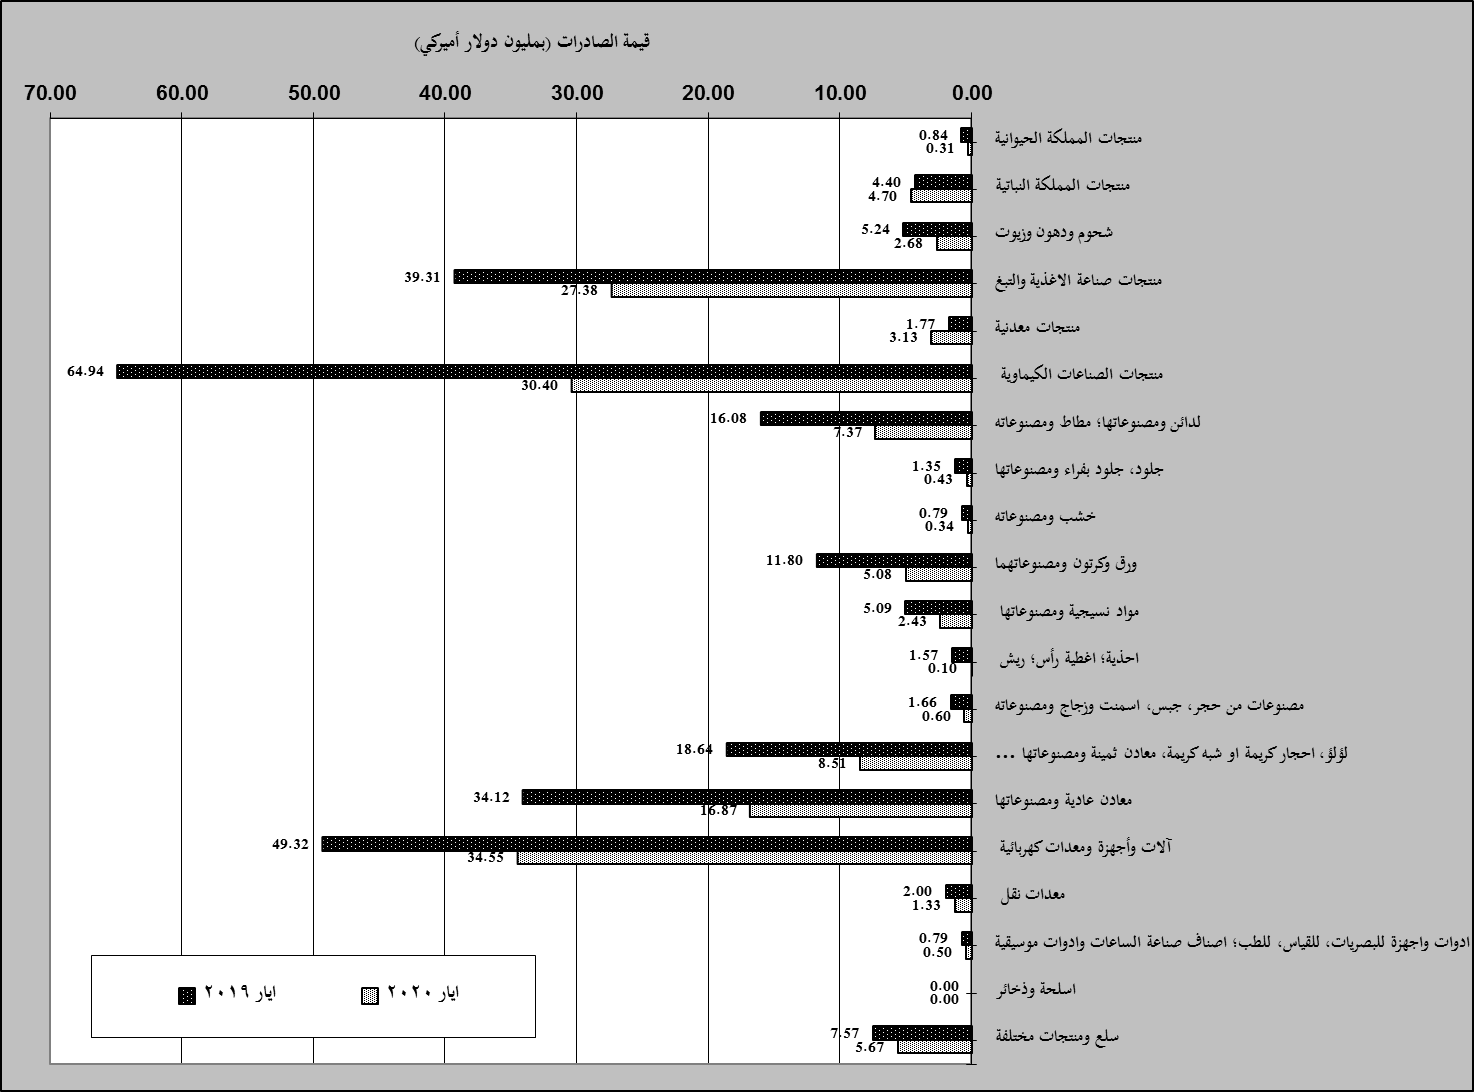 قيمة الصادرات (بمليون دولار أميركي)
70.00 60.00 50.00 40.00 30.00 20.00 10.00 0.00
منتجات المملكة الحيوانية
0.84
0.31
منتجات المملكة النباتية
4.40
4.70
شحوم ودهون وزيوت
5.24
2.68
منتجات صناعة الاغذية والتبغ
39.31
27.38
منتجات معدنية
1.77
3.13
منتجات الصناعات الكيماوية
64.94
30.40
لدائن ومصنوعاتها؛ مطاط ومصنوعاته
16.08
7.37
جلود، جلود بفراء ومصنوعاتها
1.35
0.43
خشب ومصنوعاته
0.79
0.34
ورق وكرتون ومصنوعاتهما
11.80
5.08
مواد نسيجية ومصنوعاتها
5.09
2.43
احذية؛ اغطية رأس؛ ريش
1.57
0.10
مصنوعات من حجر، جبس، اسمنت وزجاج ومصنوعاته
1.66
0.60
لؤلؤ، احجار كريمة او شبه كريمة، معادن ثمينة ومصنوعاتها ...
18.64
8.51
معادن عادية ومصنوعاتها
34.12
16.87
آلات وأجهزة ومعدات كهربائية
49.32
34.55
معدات نقل
2.00
1.33
ادوات واجهزة للبصريات، للقياس، للطب؛ اصناف صناعة الساعات وادوات موسيقية
0.79
0.50
اسلحة وذخائر
0.00
0.00
سلع ومنتجات مختلفة
7.57
5.67
ايار ٢٠١٩
ايار ٢٠٢٠